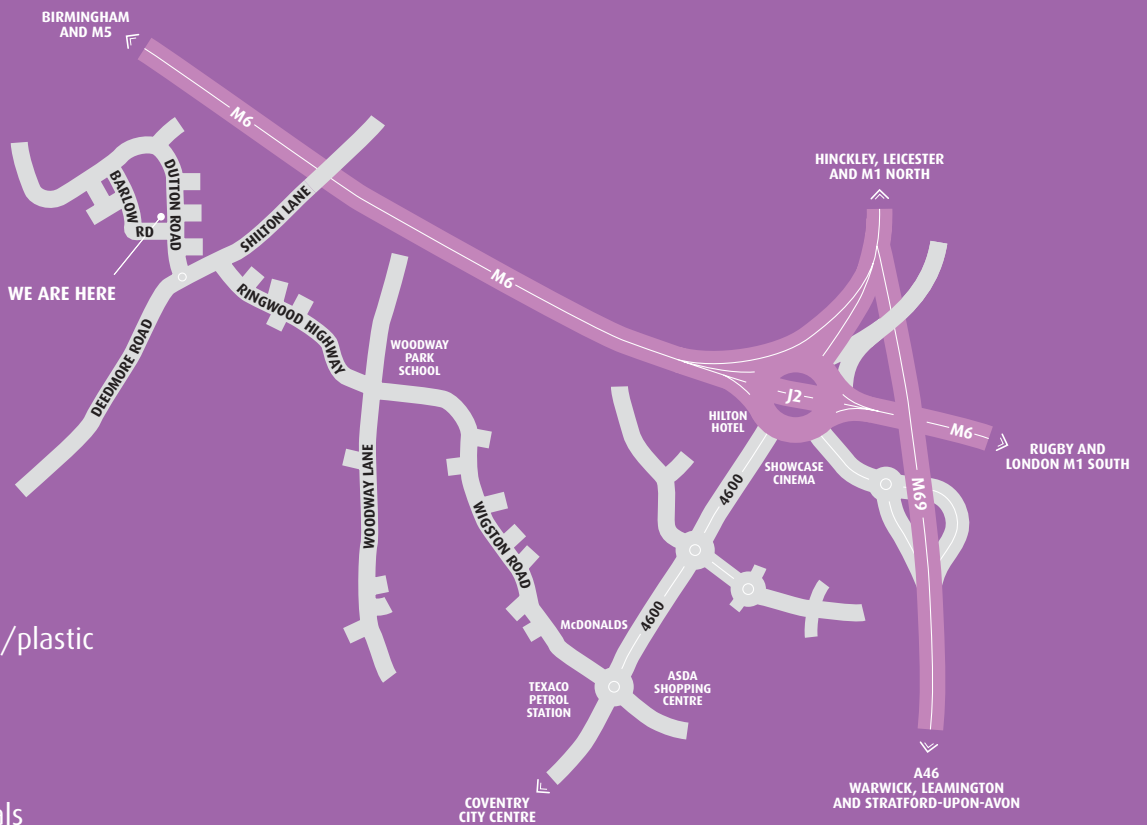 BIRMINGHAM
AND M5
M6
HINCKLEY, LEICESTER
AND M1 NORTH
BARLOW
RD
DUTTON ROAD
SHILTON LANE
WE ARE HERE
M6
RINGWOOD HIGHWAY
DEEDMORE ROAD
WOODWAY
PARK
SCHOOL
J2
HILTON
HOTEL
M6
RUGBY AND
LONDON M1 SOUTH
SHOWCASE
CINEMA
4600
M69
WOODWAY LANE
WIGSTON ROAD
4600
McDONALDS
/plastic
TEXACO
PETROL
STATION
ASDA
SHOPPING
CENTRE
A46
WARWICK, LEAMINGTON
AND STRATFORD-UPON-AVON
COVENTRY
CITY CENTRE